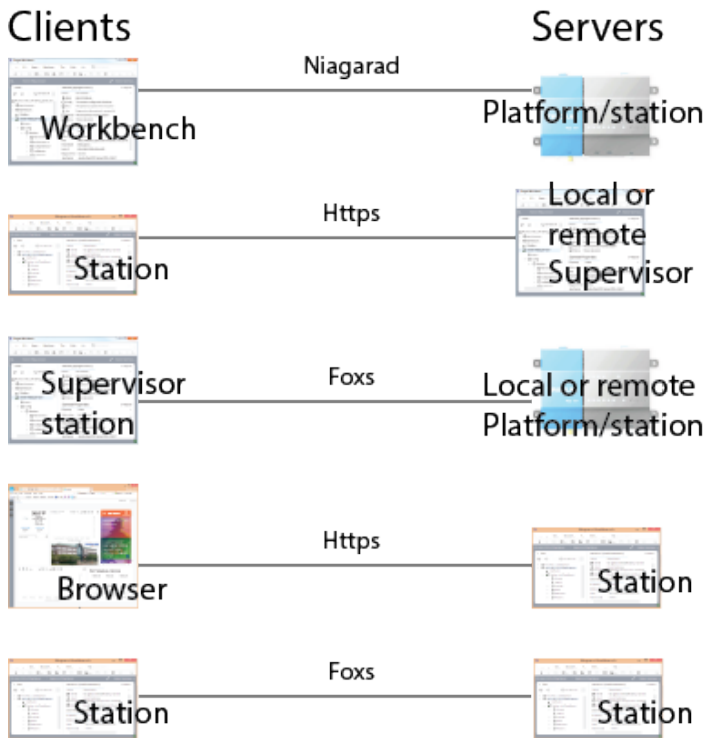 Clients
Servers
Niagarad
Workbench
Platform/station
Https
Station
Local or
remote
Supervisor
Foxs
Supervisor
station
Local or remote
Platform/station
Https
Browser
Station
Foxs
Station
Station